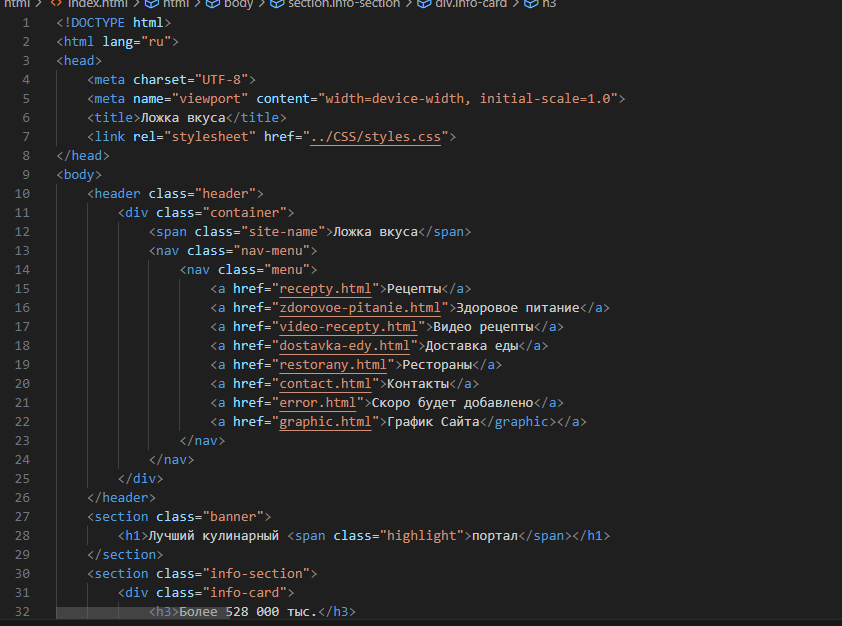 html > <> index.html > html > body > section.info-section > div.info-card > h3
1 <!DOCTYPE html>
2 <html lang="ru">
3 <head>
4 <meta charset="UTF-8">
5 <meta name="viewport" content="width=device-width, initial-scale=1.0">
6 <title>Ложка вкуса</title>
7 <link rel="stylesheet" href="../CSS/styles.css">
8 </head>
9 <body>
10 <header class="header">
11 <div class="container">
12 <span class="site-name">Ложка вкуса</span>
13 <nav class="nav-menu">
14 <nav class="menu">
15 <a href="recepty.html">Рецепты</a>
16 <a href="zdorovoe-pitanie.html">Здоровое питание</a>
17 <a href="video-recepty.html">Видео рецепты</a>
18 <a href="dostavka-edy.html">Доставка еды</a>
19 <a href="restorany.html">Рестораны</a>
20 <a href="contact.html">Контакты</a>
21 <a href="error.html">Скоро будет добавлено</a>
22 <a href="graphic.html">График Сайта</graphic></a>
23 </nav>
24 </nav>
25 </div>
26 </header>
27 <section class="banner">
28 <h1>Лучший кулинарный <span class="highlight">портал</span></h1>
29 </section>
30 <section class="info-section">
31 <div class="info-card">
32 <h3>Более 528 000 тыс.</h3>